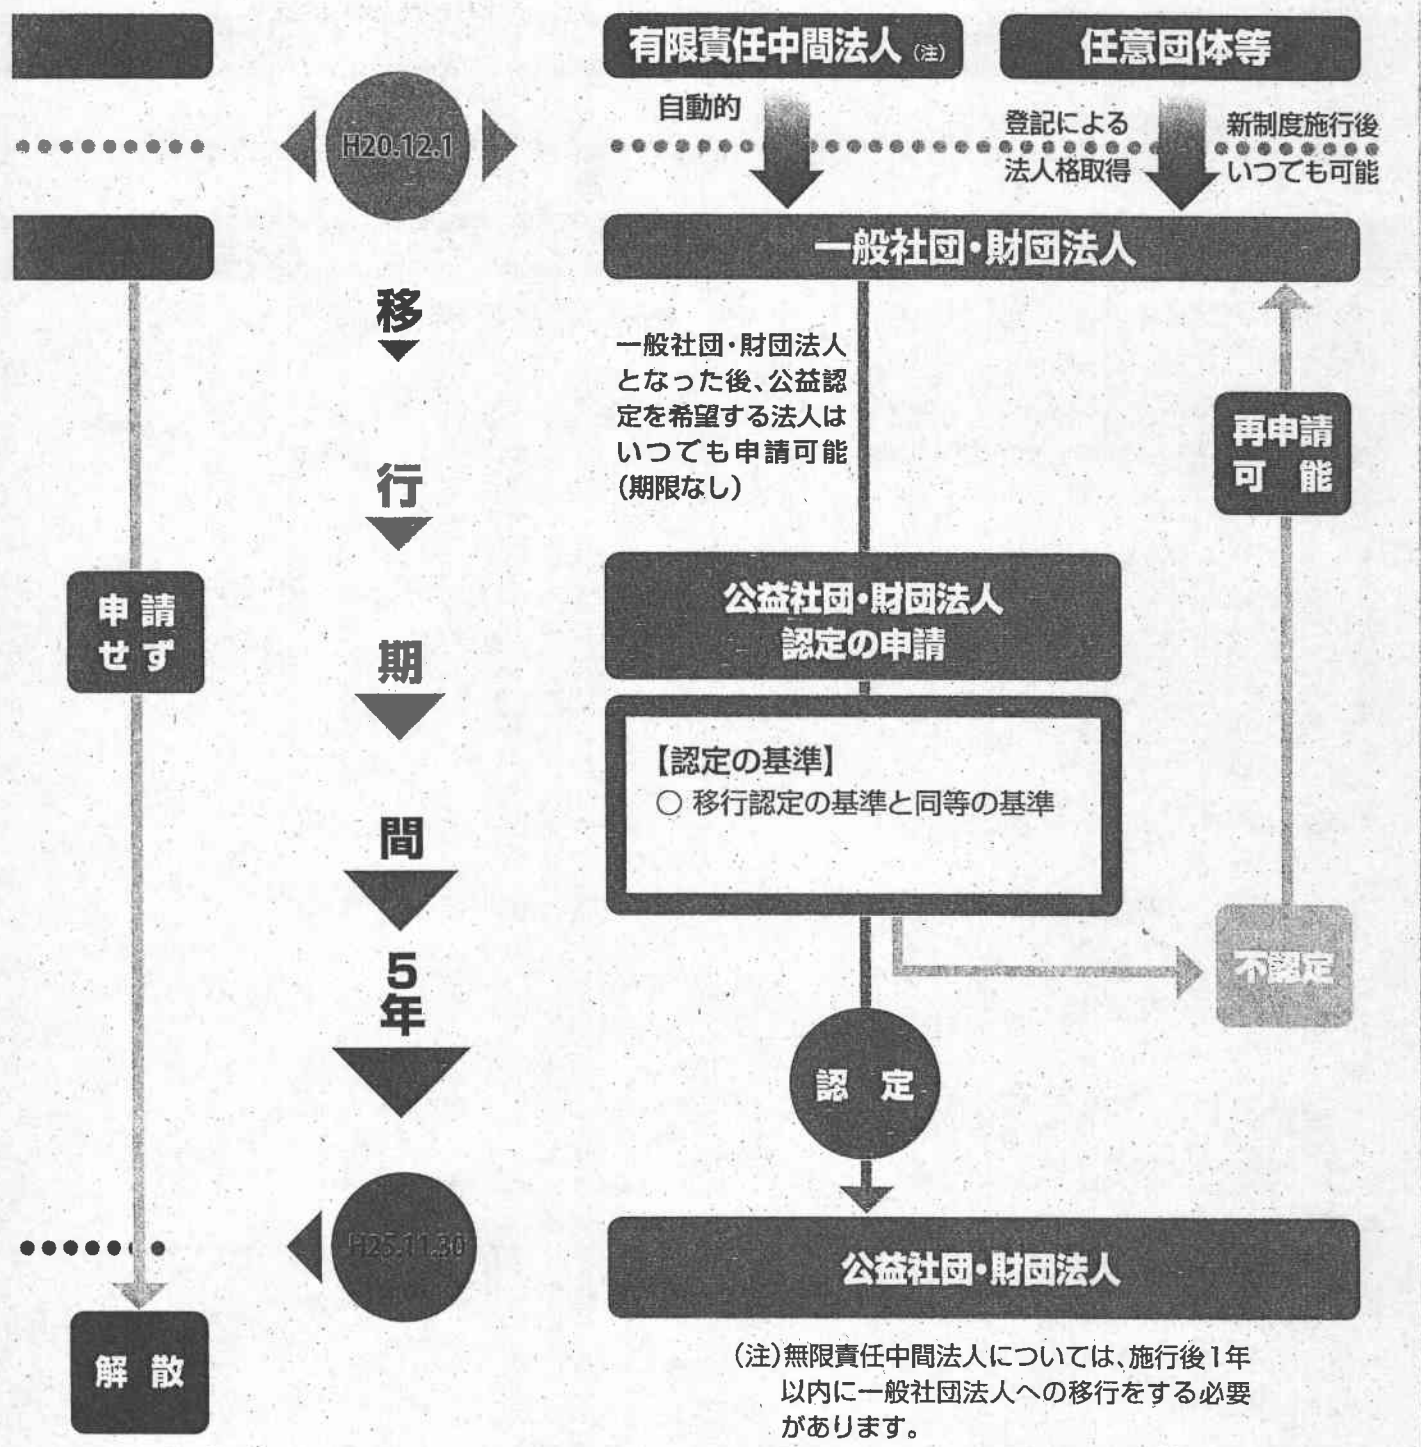 有限責任中間法人(注)
任意団体等
自動的
登記による
法人格取得
新制度施行後
いつでも可能
H20.12.1
一般社団・財団法人
移
行
期
間
5
年
一般社団・財団法人
となった後、公益認
定を希望する法人は
いつでも申請可能
(期限なし)
再申請
可 能
申 請
せ ず
公益社団・財団法人
認定の申請
【認定の基準】
○ 移行認定の基準と同等の基準
不認定
認 定
H25.11.30
公益社団・財団法人
解 散
(注)無限責任中間法人については、施行後1年
以内に一般社団法人への移行をする必要
があります。